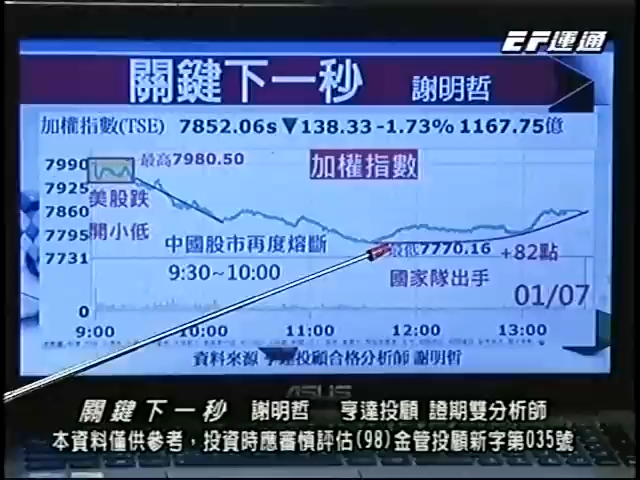 EF運通
關鍵下一秒 謝明哲
加權指數(TSE) 7852.06s▼138.33 -1.73% 1167.75億
7990
最高7980.50
加權指數
7925
美股跌
7860
7795
開小低
中國股市再度熔斷
最低7770.16
+82點
7731
9:30~10:00
國家隊出手
01/07
0
9:00 10:00 11:00 12:00 13:00
資料來源 亨達投顧合格分析師 謝明哲
ASUS
關鍵下一秒 謝明哲 亨達投顧 證期雙分析師
本資料僅供參考,投資時應審慎評估(98)金管投顧新字第035號